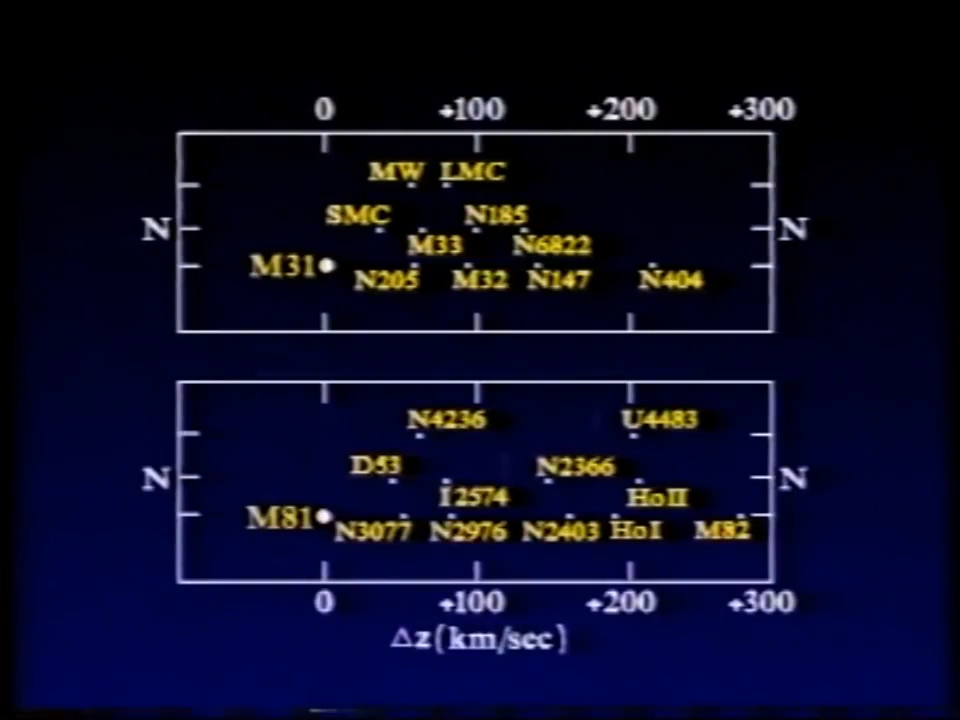 0 +100 +200 +300
MW LMC
SMC N185
N N
M33 N6822
M31
N205 M32 N147 N404
N4236 U4483
D53 N2366
N N
I2574 HoII
M81
N3077 N2976 N2403 HoI M82
0 +100 +200 +300
Δz(km/sec)